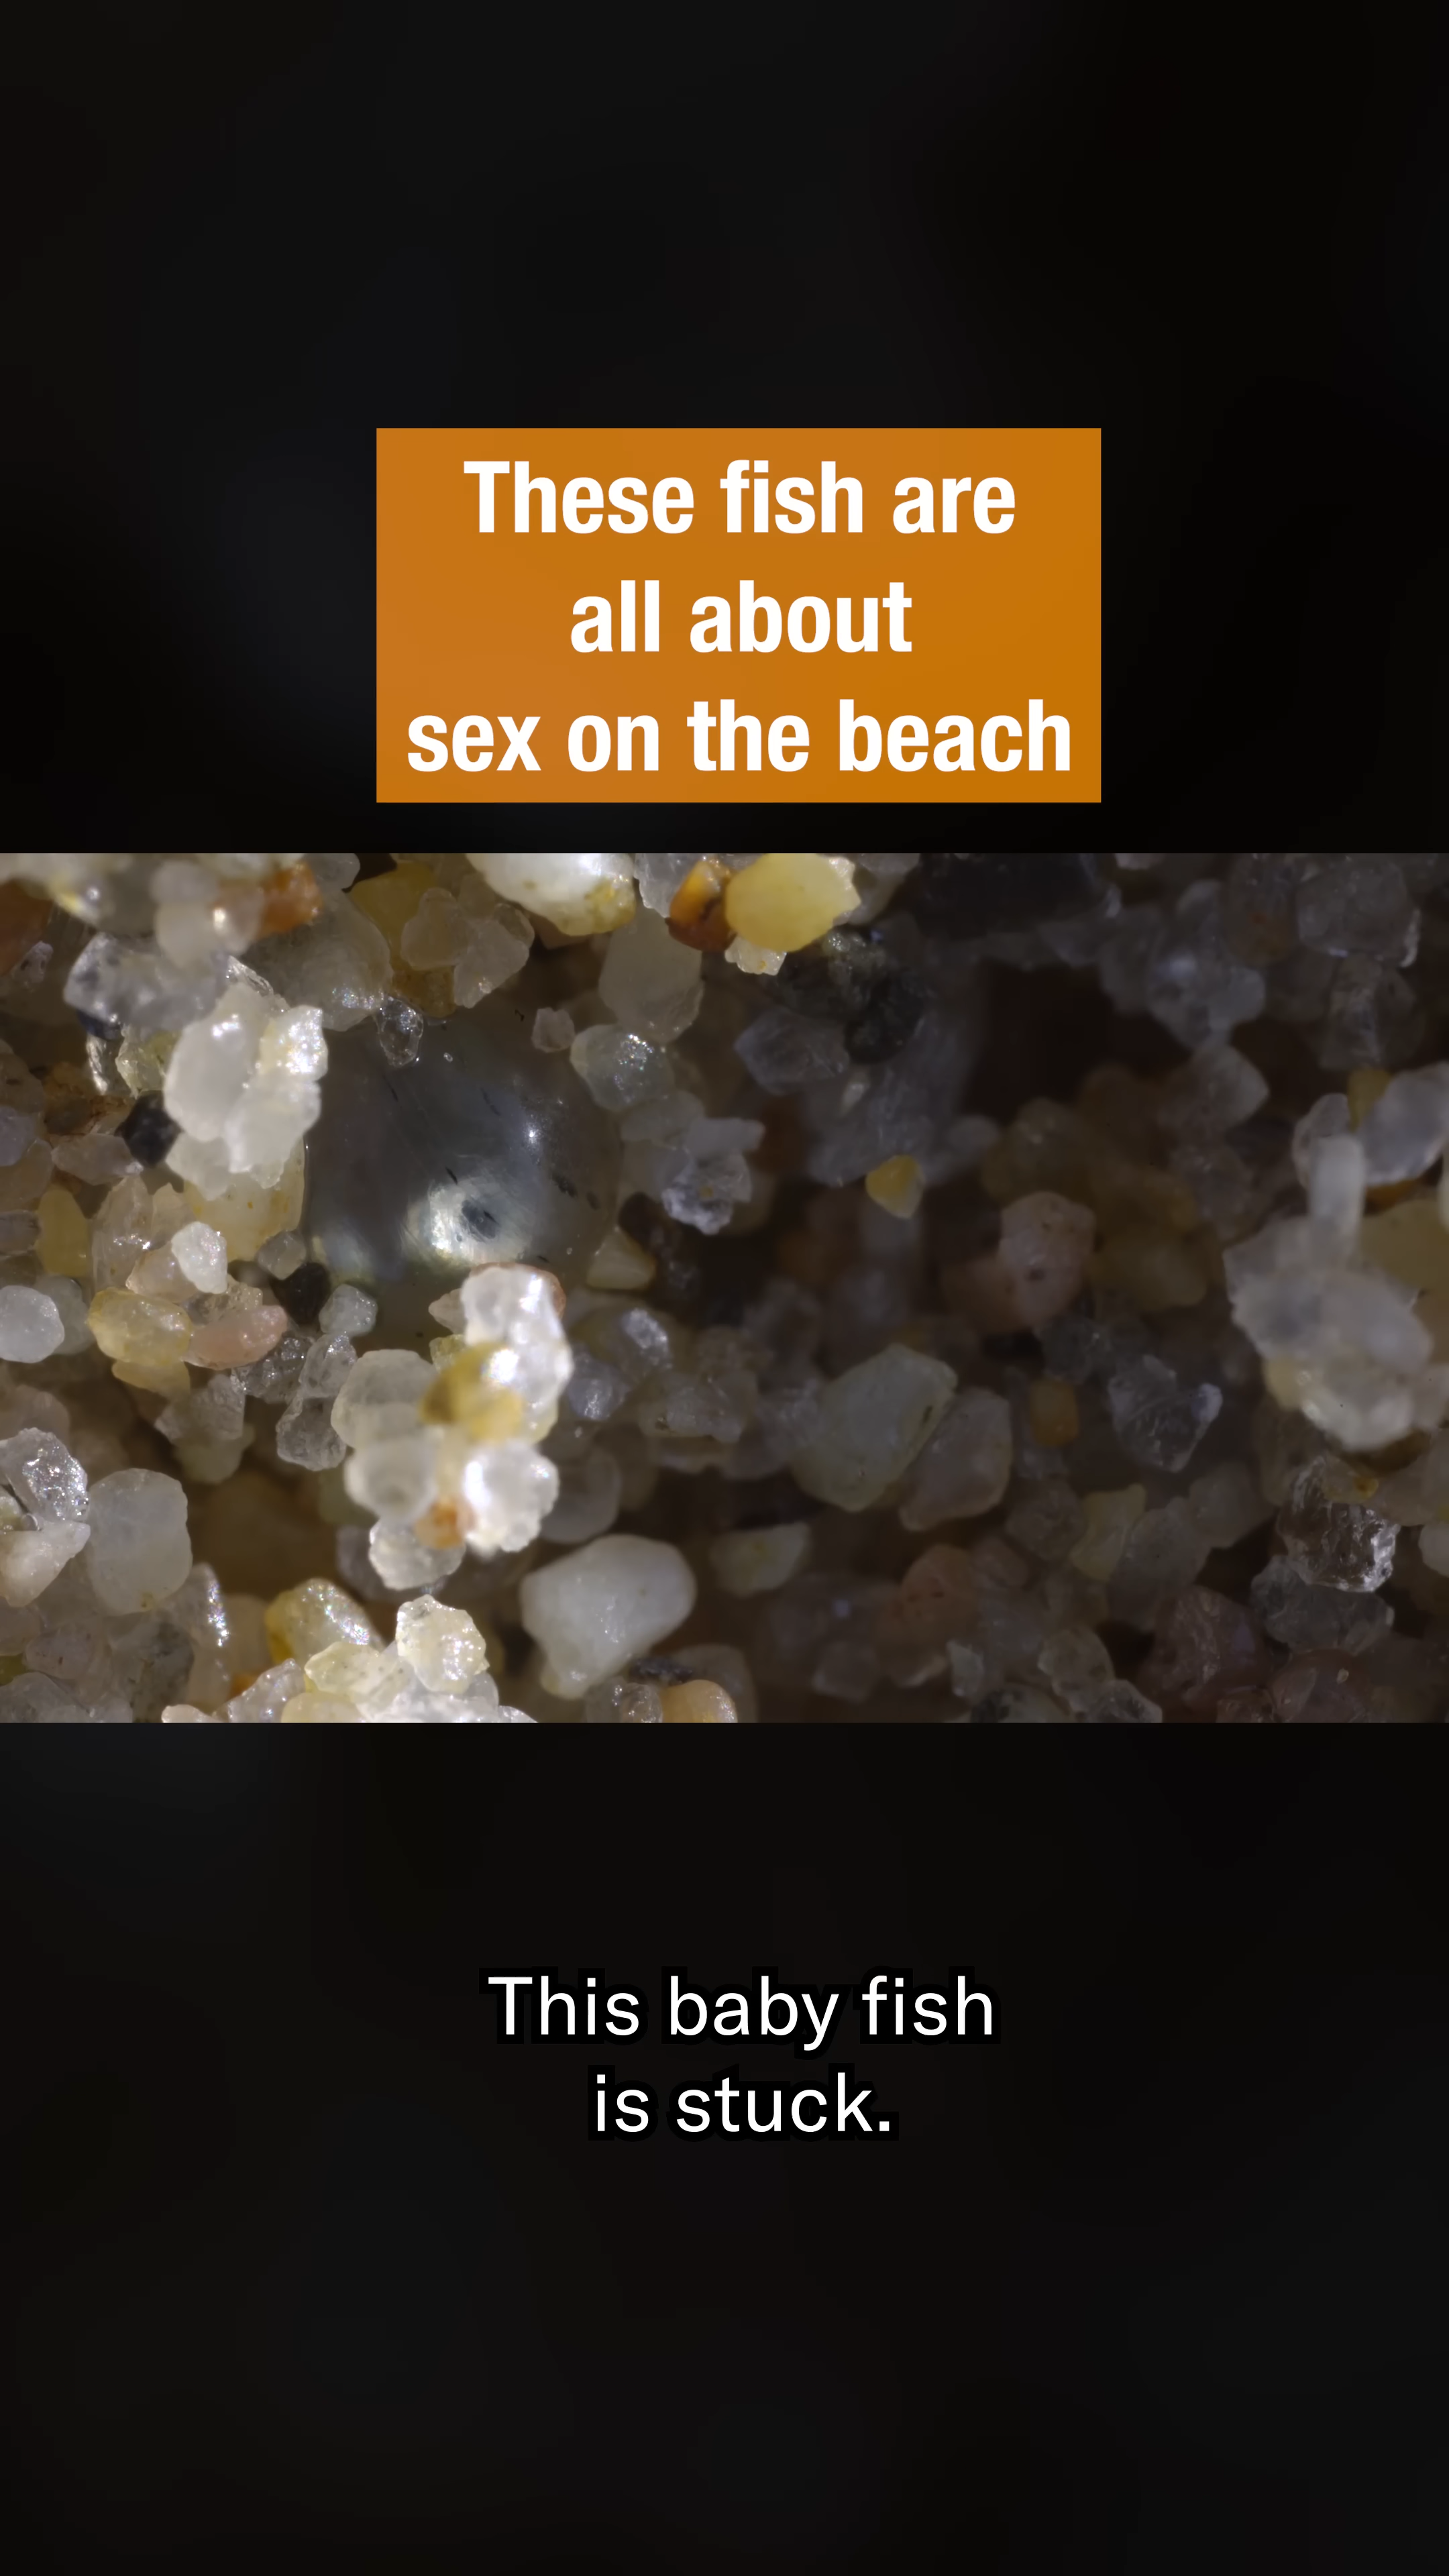 These fish are
all about
sex on the beach
This baby fish
is stuck.